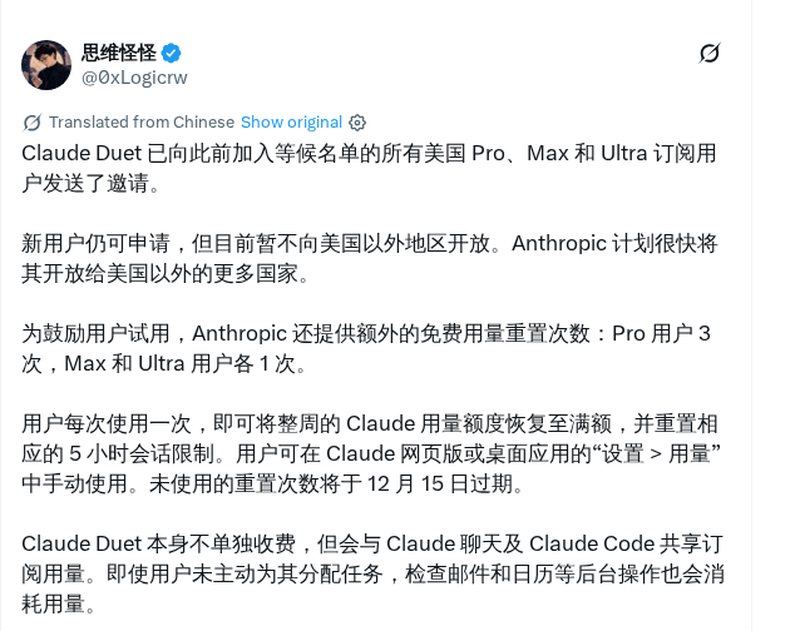 思维怪怪
@0xLogicrw
Translated from Chinese Show original
Claude Duet 已向此前加入等候名单的所有美国 Pro、Max 和 Ultra 订阅用
户发送了邀请。
新用户仍可申请，但目前暂不向美国以外地区开放。Anthropic 计划很快将
其开放给美国以外的更多国家。
为鼓励用户试用，Anthropic 还提供额外的免费用量重置次数：Pro 用户 3
次，Max 和 Ultra 用户各 1 次。
用户每次使用一次，即可将整周的 Claude 用量额度恢复至满额，并重置相
应的 5 小时会话限制。用户可在 Claude 网页版或桌面应用的“设置 > 用量”
中手动使用。未使用的重置次数将于 12 月 15 日过期。
Claude Duet 本身不单独收费，但会与 Claude 聊天及 Claude Code 共享订
阅用量。即使用户未主动为其分配任务，检查邮件和日历等后台操作也会消
耗用量。